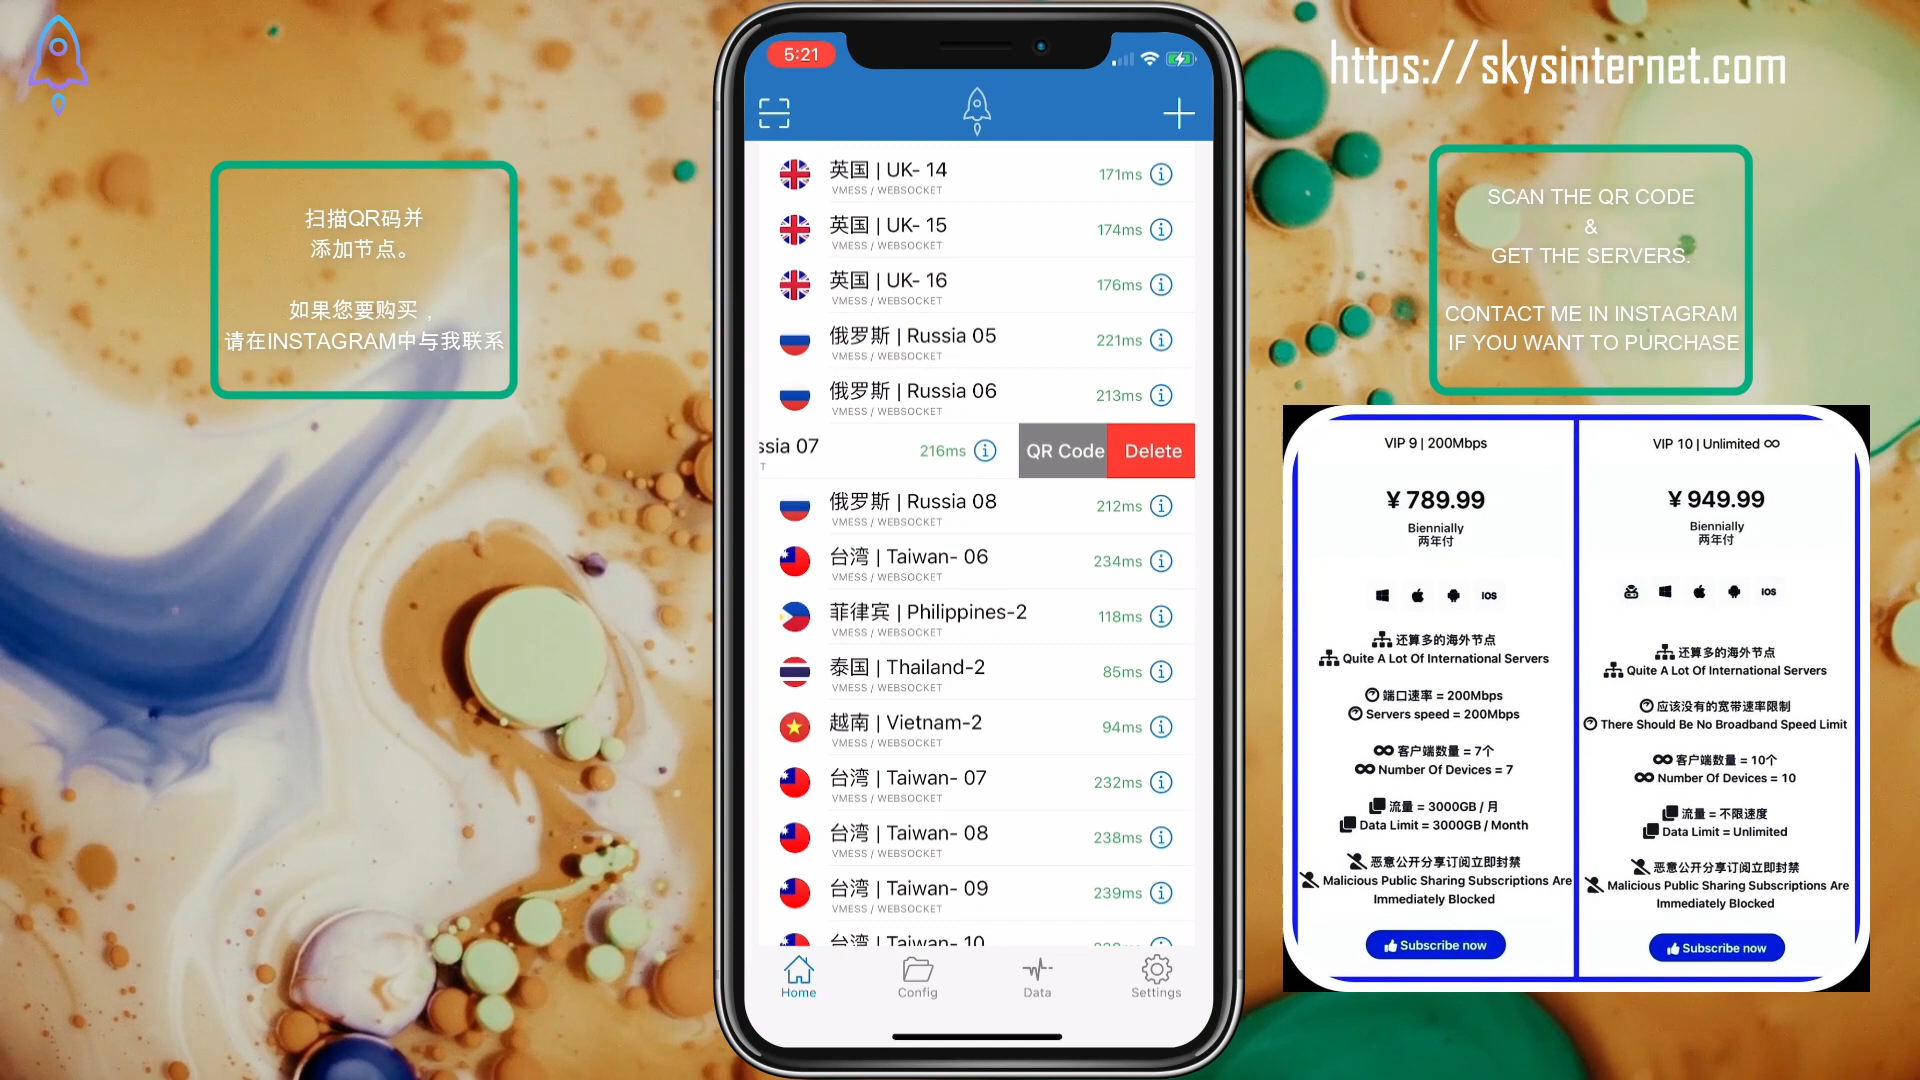 https://skysinternet.com
扫描QR码并
添加节点。
如果您要购买，
请在INSTAGRAM中与我联系
5:21
英国 | UK- 14
171ms
VMESS / WEBSOCKET
英国 | UK- 15
174ms
VMESS / WEBSOCKET
英国 | UK- 16
176ms
VMESS / WEBSOCKET
俄罗斯 | Russia 05
221ms
VMESS / WEBSOCKET
俄罗斯 | Russia 06
213ms
VMESS / WEBSOCKET
ssia 07
216ms
QR Code
Delete
T
俄罗斯 | Russia 08
212ms
VMESS / WEBSOCKET
台湾 | Taiwan- 06
234ms
VMESS / WEBSOCKET
菲律宾 | Philippines-2
118ms
VMESS / WEBSOCKET
泰国 | Thailand-2
85ms
VMESS / WEBSOCKET
越南 | Vietnam-2
94ms
VMESS / WEBSOCKET
台湾 | Taiwan- 07
232ms
VMESS / WEBSOCKET
台湾 | Taiwan- 08
238ms
VMESS / WEBSOCKET
台湾 | Taiwan- 09
239ms
VMESS / WEBSOCKET
台湾 | Taiwan- 10
Home
Config
Data
Settings
SCAN THE QR CODE
&
GET THE SERVERS.
CONTACT ME IN INSTAGRAM
IF YOU WANT TO PURCHASE
VIP 9 | 200Mbps
¥ 789.99
Biennially
两年付
iOS
还算多的海外节点
Quite A Lot Of International Servers
端口速率 = 200Mbps
Servers speed = 200Mbps
客户端数量 = 7个
Number Of Devices = 7
流量 = 3000GB / 月
Data Limit = 3000GB / Month
恶意公开分享订阅立即封禁
Malicious Public Sharing Subscriptions Are
Immediately Blocked
Subscribe now
VIP 10 | Unlimited ∞
¥ 949.99
Biennially
两年付
iOS
还算多的海外节点
Quite A Lot Of International Servers
应该没有的宽带速率限制
There Should Be No Broadband Speed Limit
客户端数量 = 10个
Number Of Devices = 10
流量 = 不限速度
Data Limit = Unlimited
恶意公开分享订阅立即封禁
Malicious Public Sharing Subscriptions Are
Immediately Blocked
Subscribe now